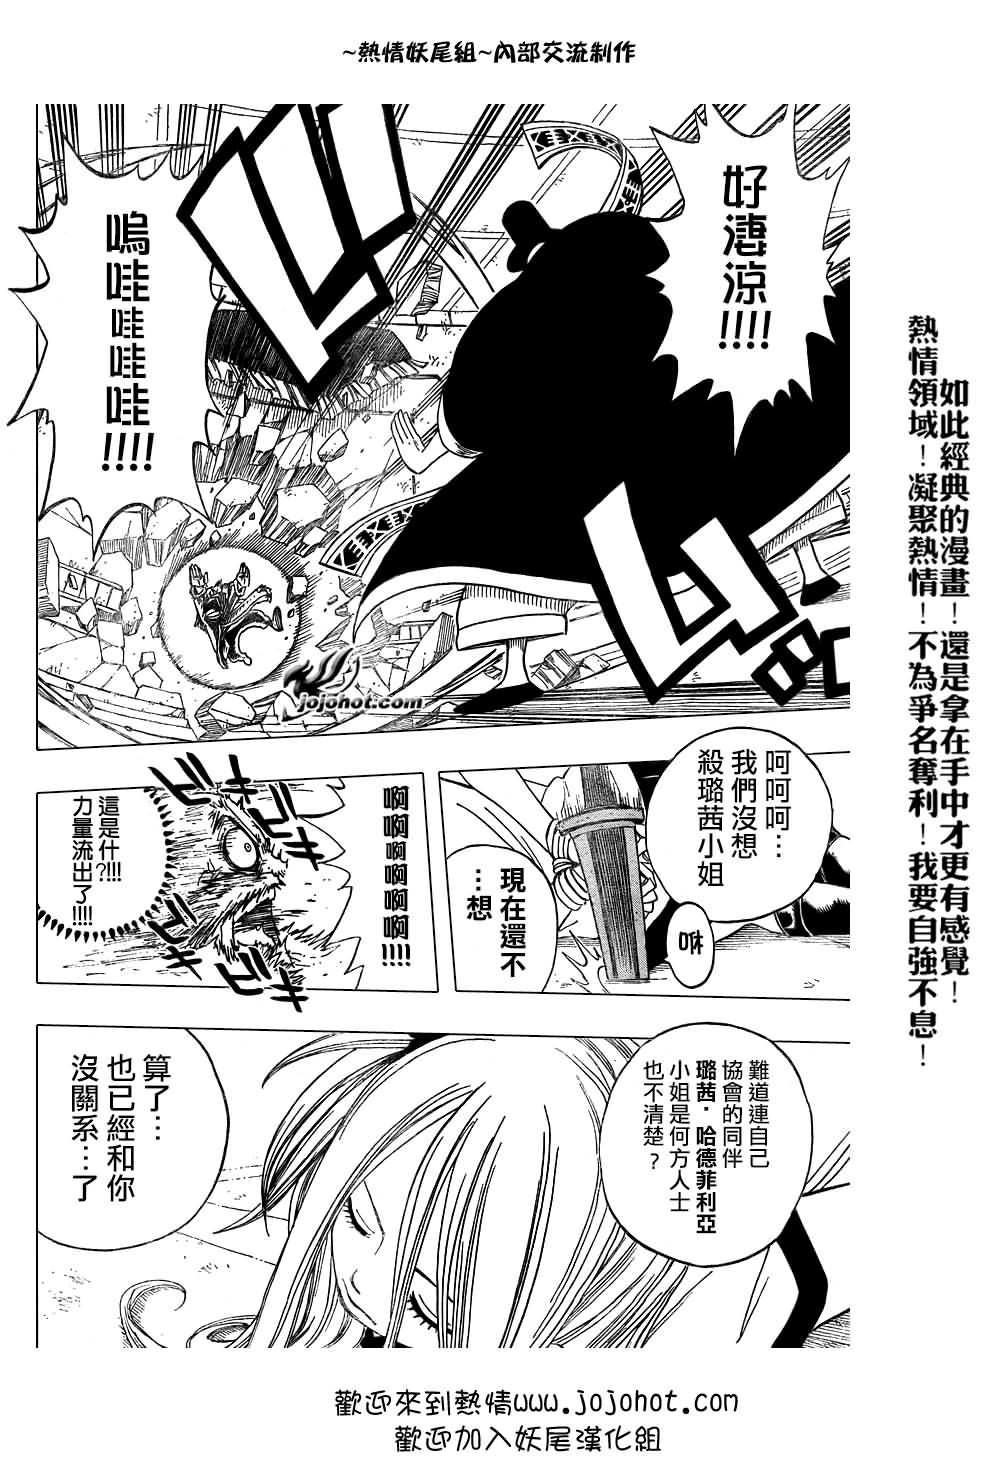 ~熱情妖尾組~內部交流制作
好淒涼!!!!
嗚哇哇哇哇!!!!
jojohot.com
呵呵呵…
我們沒想
殺璐茜小姐
咻
現在還不
…想
啊啊啊啊啊啊!!!!
這是什?!!!
力量流出了!!!!
難道連自己
協會的同伴
璐茜·哈德菲利亞
小姐是何方人士
也不清楚?
算了…
也已經和你
沒關系…了
如此經典的漫畫!還是拿在手中才更有感覺!
熱情領域!凝聚熱情!不為爭名奪利!我要自強不息!
歡迎來到熱情www.jojohot.com
歡迎加入妖尾漢化組